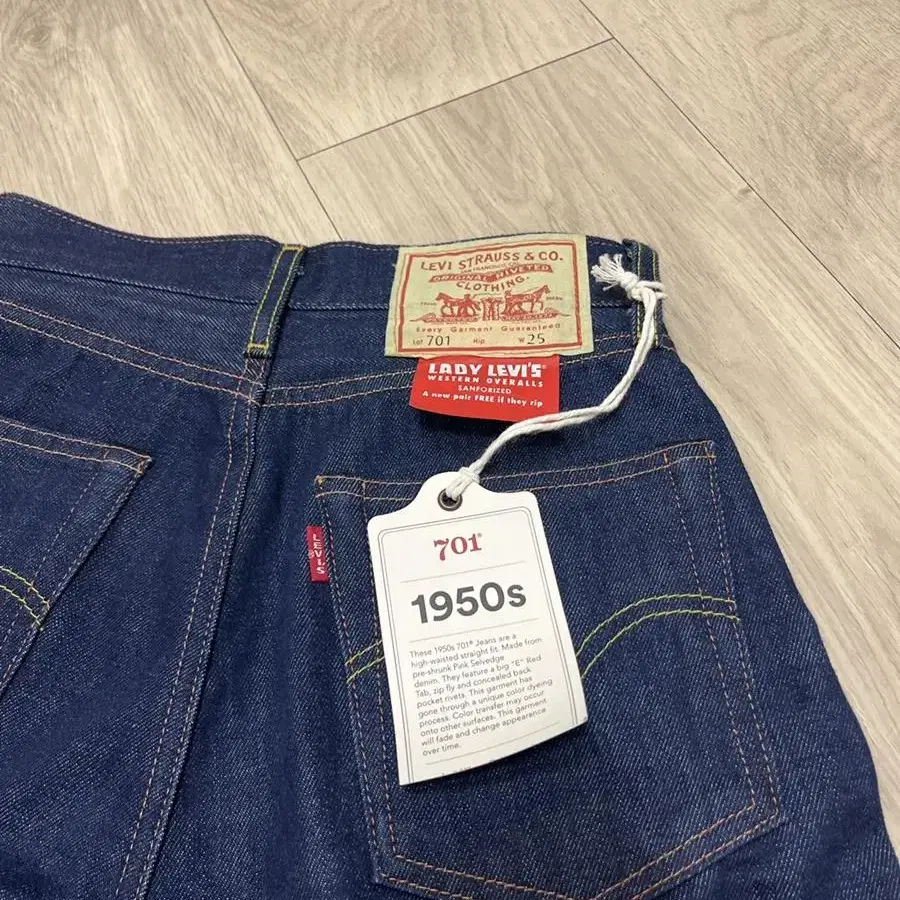 LEVI STRAUSS & CO.
SAN FRANCISCO, CAL.
ORIGINAL RIVETED
CLOTHING.
TRADE MARK
Every Garment Guaranteed
Lot 701 Hip W 25
LADY LEVI'S®
WESTERN OVERALLS
SANFORIZED
A new pair FREE if they rip
LEVI'S
701®
1950s
These 1950s 701® Jeans are a
high-waisted straight fit. Made from
pre-shrunk Pink Selvedge
denim. They feature a big "E" Red
Tab, zip fly and concealed back
pocket rivets. This garment has
gone through a unique color dyeing
process. Color transfer may occur
onto other surfaces. This garment
will fade and change appearance
over time.